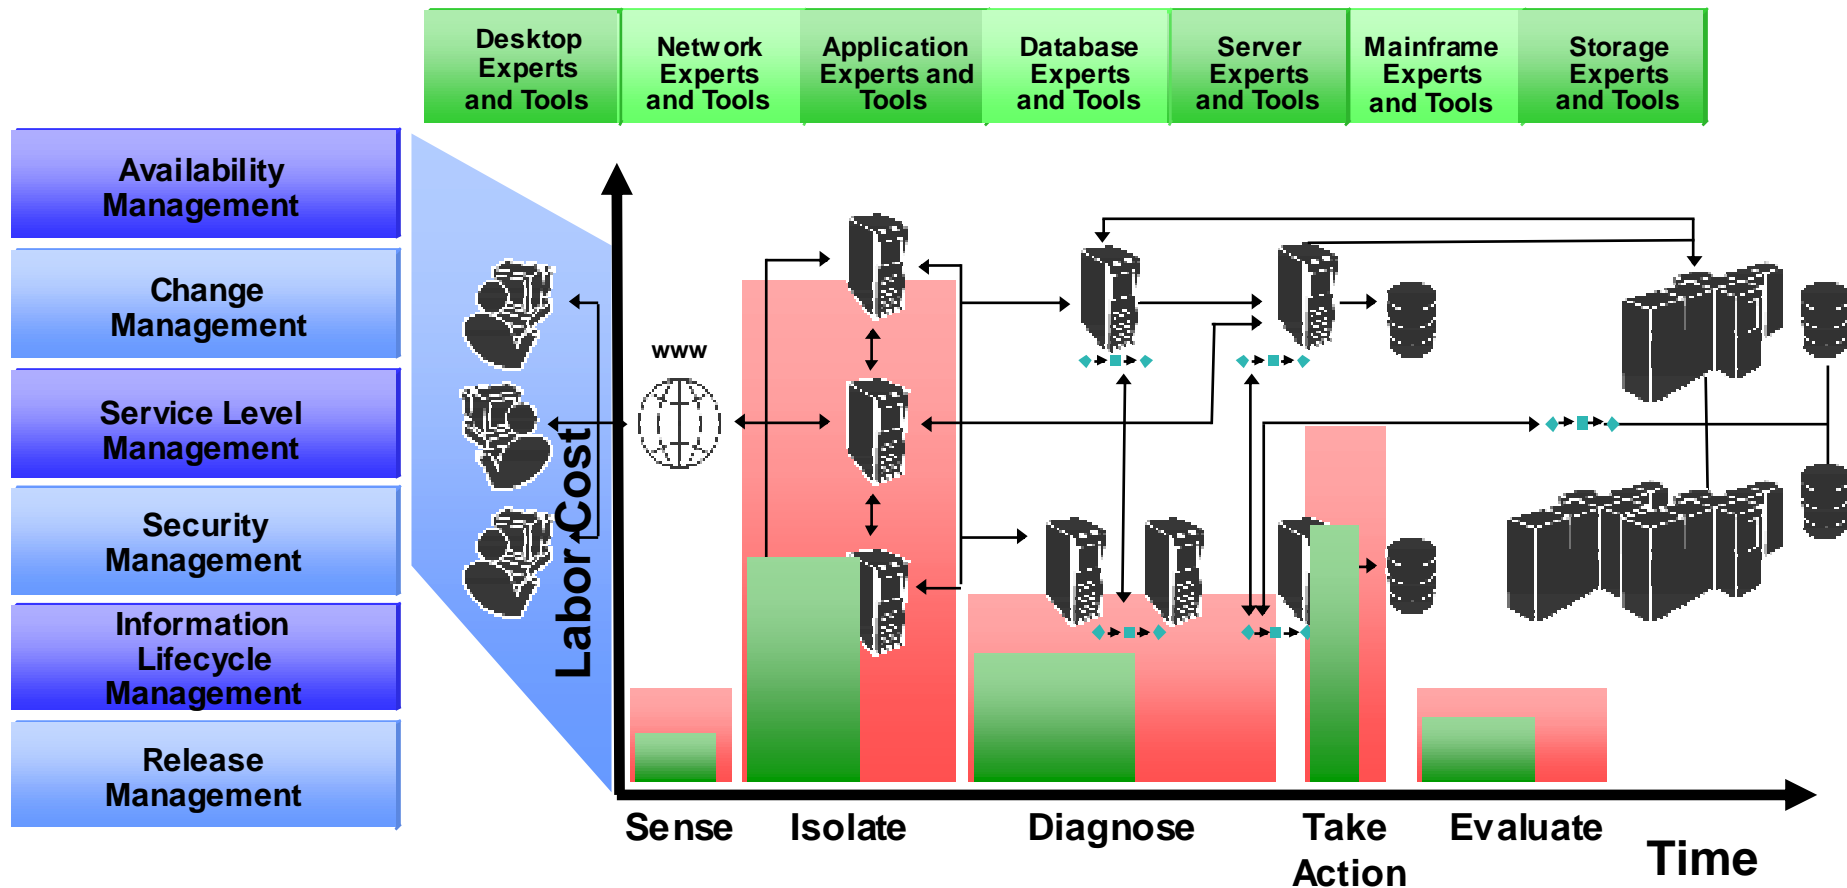 Desktop
Experts
and Tools
Network
Experts
and Tools
Application
Experts and
Tools
Database
Experts
and Tools
Server
Experts
and Tools
Mainframe
Experts
and Tools
Storage
Experts
and Tools
Availability
Management
Change
Management
Service Level
Management
Security
Management
Information
Lifecycle
Management
Release
Management
www
Labor Cost
Sense
Isolate
Diagnose
Take
Action
Evaluate
Time